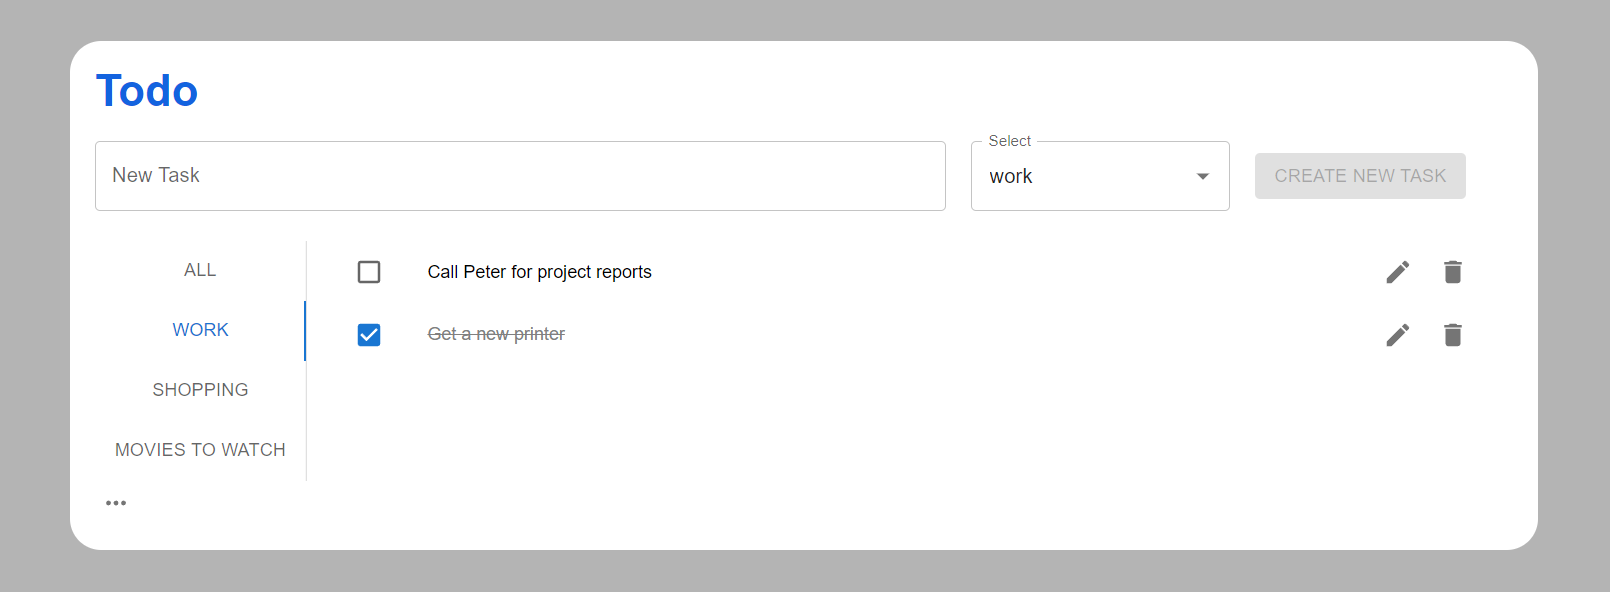 Todo
New Task
Select
work
CREATE NEW TASK
ALL
WORK
SHOPPING
MOVIES TO WATCH
Call Peter for project reports
Get a new printer